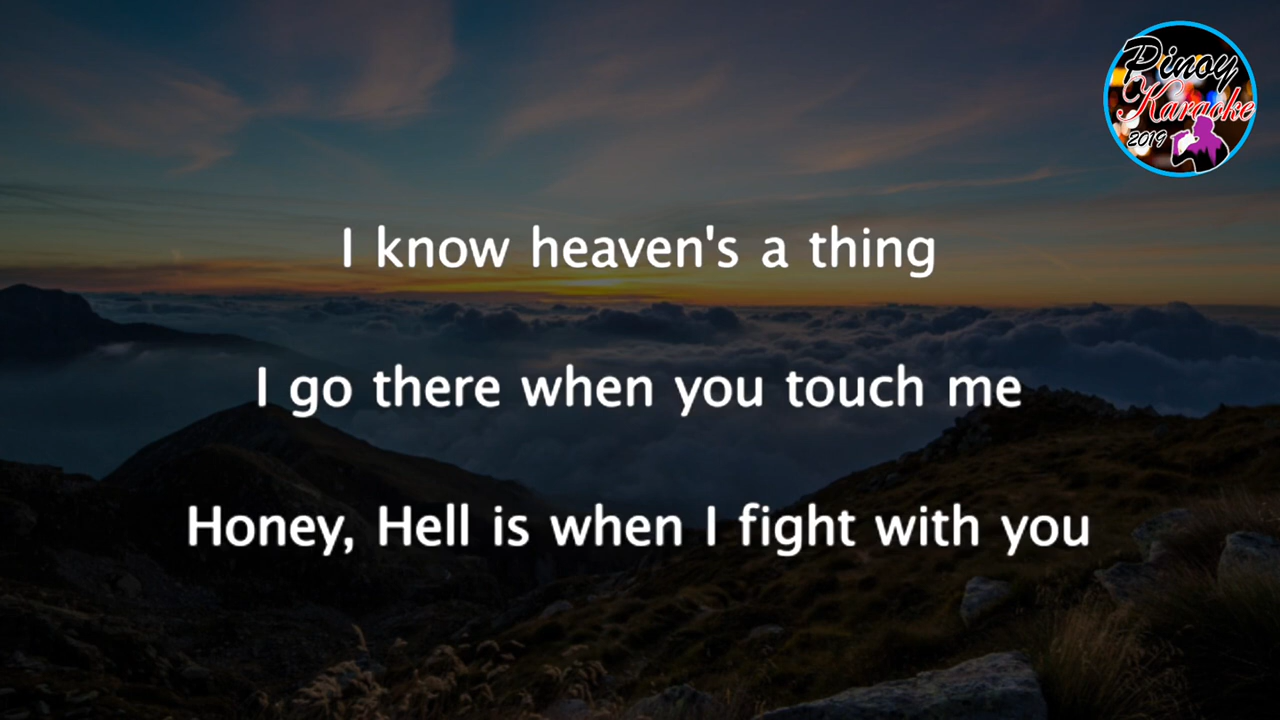 Pinoy
Karaoke
2019
I know heaven's a thing
I go there when you touch me
Honey, Hell is when I fight with you